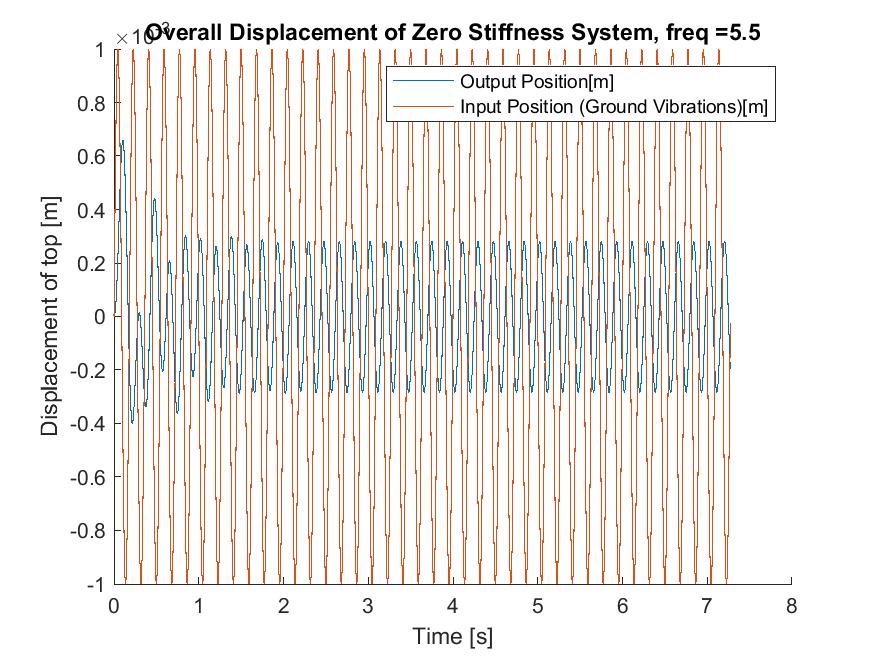 ×10-3
Overall Displacement of Zero Stiffness System, freq =5.5
1
Output Position[m]
Input Position (Ground Vibrations)[m]
0.8
0.6
0.4
0.2
0
-0.2
-0.4
-0.6
-0.8
-1
Displacement of top [m]
0 1 2 3 4 5 6 7 8
Time [s]